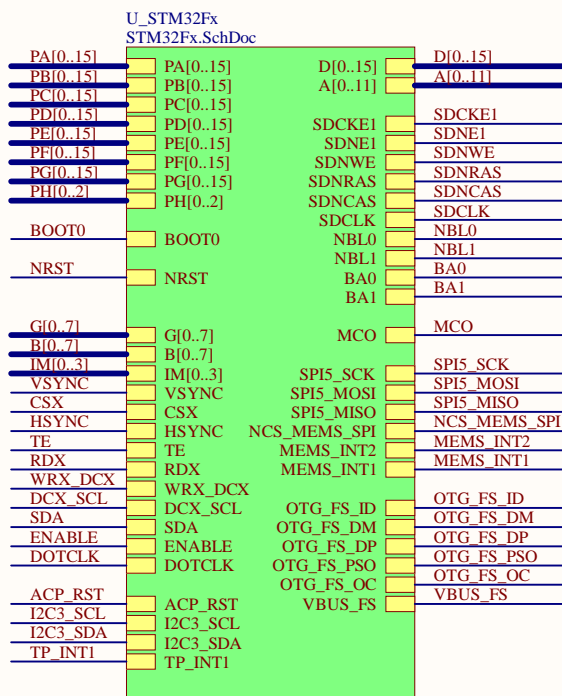 U_STM32Fx
STM32Fx.SchDoc
PA[0..15] PA[0..15] D[0..15] D[0..15]
PB[0..15] PB[0..15] A[0..11] A[0..11]
PC[0..15] PC[0..15]
PD[0..15] PD[0..15] SDCKE1 SDCKE1
PE[0..15] PE[0..15] SDNE1 SDNE1
PF[0..15] PF[0..15] SDNWE SDNWE
PG[0..15] PG[0..15] SDNRAS SDNRAS
PH[0..2] PH[0..2] SDNCAS SDNCAS
SDCLK SDCLK
BOOT0 BOOT0 NBL0 NBL0
NBL1 NBL1
NRST NRST BA0 BA0
BA1 BA1
G[0..7] G[0..7] MCO MCO
B[0..7] B[0..7]
IM[0..3] IM[0..3] SPI5_SCK SPI5_SCK
VSYNC VSYNC SPI5_MOSI SPI5_MOSI
CSX CSX SPI5_MISO SPI5_MISO
HSYNC HSYNC NCS_MEMS_SPI NCS_MEMS_SPI
TE TE MEMS_INT2 MEMS_INT2
RDX RDX MEMS_INT1 MEMS_INT1
WRX_DCX WRX_DCX
DCX_SCL DCX_SCL OTG_FS_ID OTG_FS_ID
SDA SDA OTG_FS_DM OTG_FS_DM
ENABLE ENABLE OTG_FS_DP OTG_FS_DP
DOTCLK DOTCLK OTG_FS_PSO OTG_FS_PSO
OTG_FS_OC OTG_FS_OC
ACP_RST ACP_RST VBUS_FS VBUS_FS
I2C3_SCL I2C3_SCL
I2C3_SDA I2C3_SDA
TP_INT1 TP_INT1